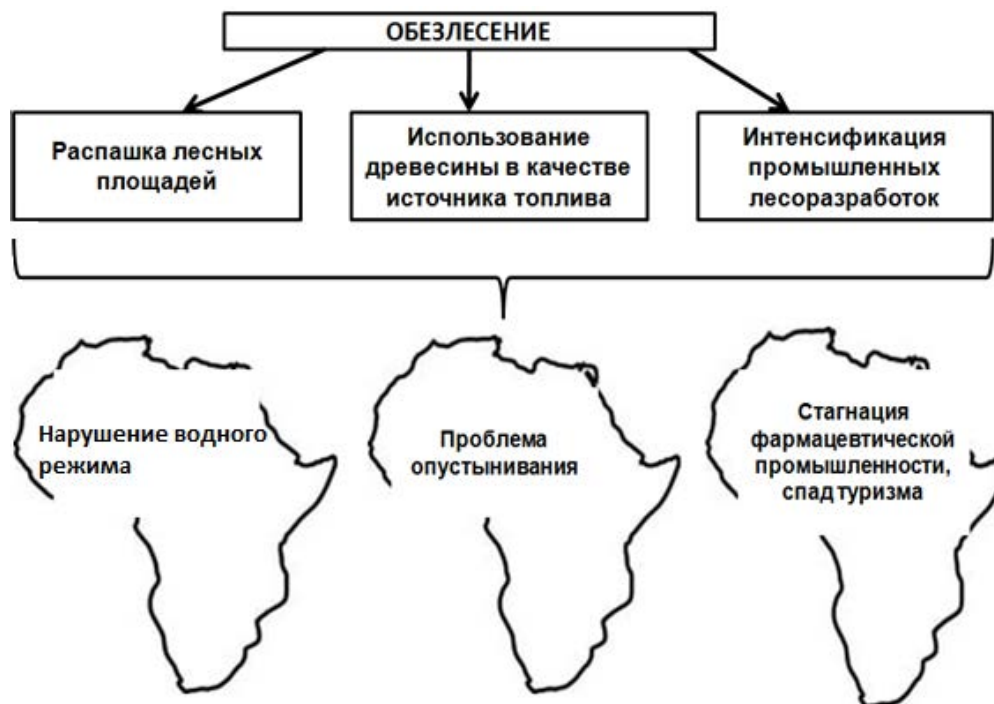 ОБЕЗЛЕСЕНИЕ
Распашка лесных
площадей
Использование
древесины в качестве
источника топлива
Интенсификация
промышленных
лесоразработок
Нарушение водного
режима
Проблема
опустынивания
Стагнация
фармацевтической
промышленности,
спад туризма